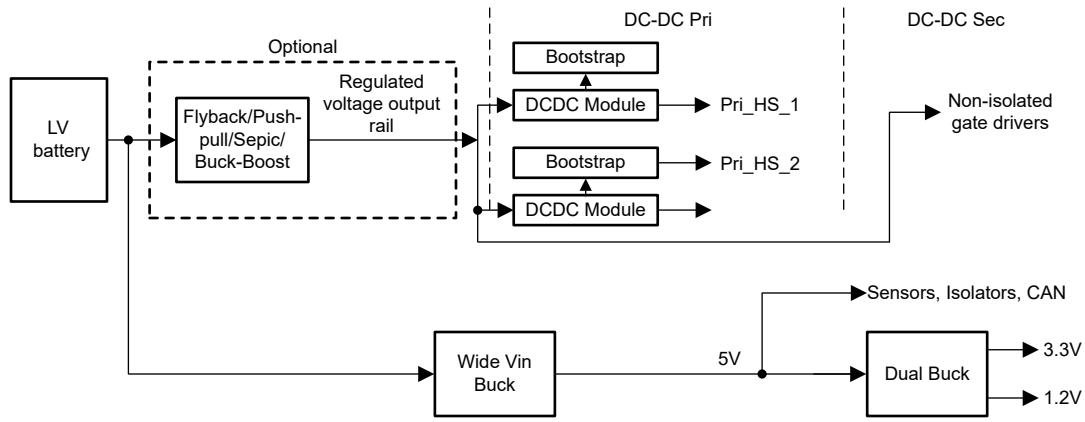 DC-DC Pri
DC-DC Sec
Optional
Bootstrap
LV
battery
Flyback/Push-
pull/Sepic/
Buck-Boost
Regulated
voltage output
rail
DCDC Module
Pri_HS_1
Non-isolated
gate drivers
Bootstrap
Pri_HS_2
DCDC Module
Sensors, Isolators, CAN
Wide Vin
Buck
5V
Dual Buck
3.3V
1.2V